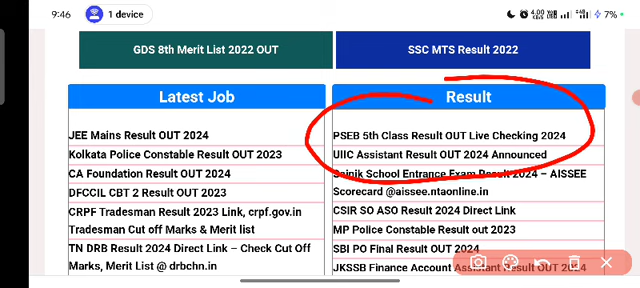 9:46
1 device
4.00
7%
GDS 8th Merit List 2022 OUT
SSC MTS Result 2022
Latest Job
JEE Mains Result OUT 2024
Kolkata Police Constable Result OUT 2023
CA Foundation Result OUT 2024
DFCCIL CBT 2 Result OUT 2023
CRPF Tradesman Result 2023 Link, crpf.gov.in
Tradesman Cut off Marks & Merit list
TN DRB Result 2024 Direct Link – Check Cut Off
Marks, Merit List @ drbchn.in
Result
PSEB 5th Class Result OUT Live Checking 2024
UIIC Assistant Result OUT 2024 Announced
Sainik School Entrance Exam Result 2024 – AISSEE
Scorecard @aissee.ntaonline.in
CSIR SO ASO Result 2024 Direct Link
MP Police Constable Result out 2023
SBI PO Final Result OUT 2024
JKSSB Finance Account Assistant Result OUT 2024